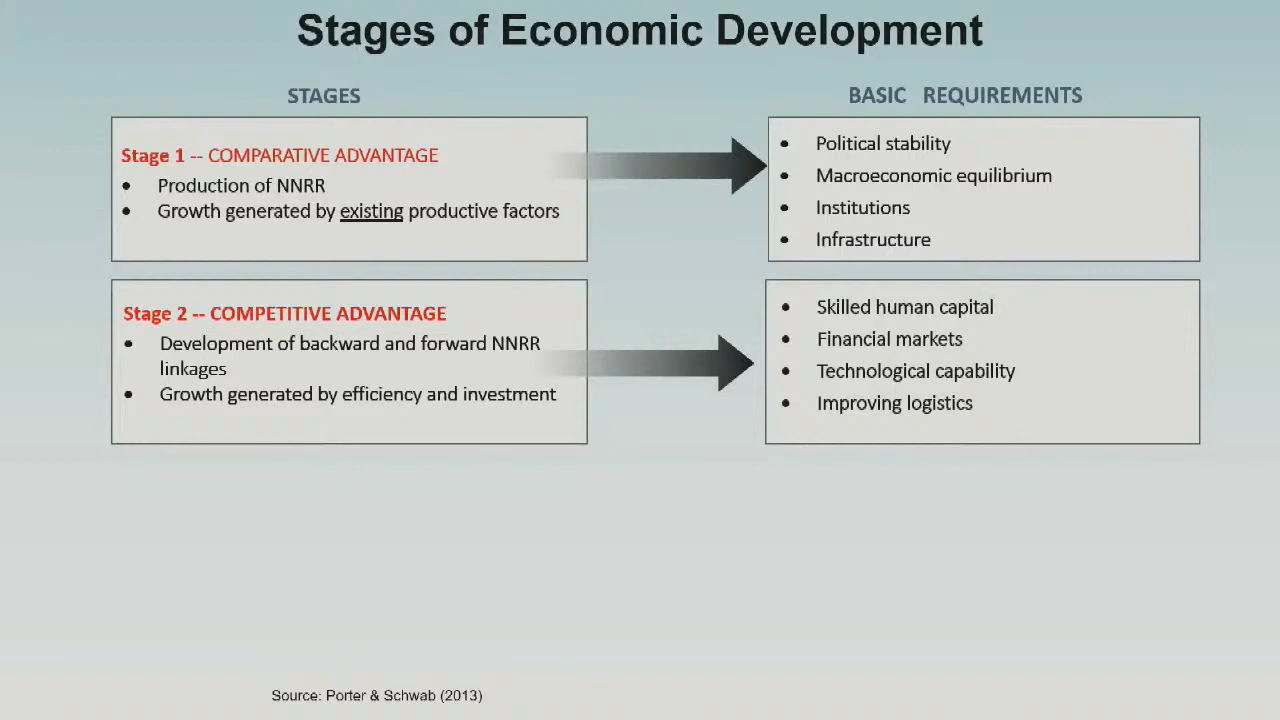 Stages of Economic Development
STAGES
BASIC REQUIREMENTS
Stage 1 -- COMPARATIVE ADVANTAGE
• Production of NNRR
• Growth generated by existing productive factors
• Political stability
• Macroeconomic equilibrium
• Institutions
• Infrastructure
Stage 2 -- COMPETITIVE ADVANTAGE
• Development of backward and forward NNRR
linkages
• Growth generated by efficiency and investment
• Skilled human capital
• Financial markets
• Technological capability
• Improving logistics
Source: Porter & Schwab (2013)